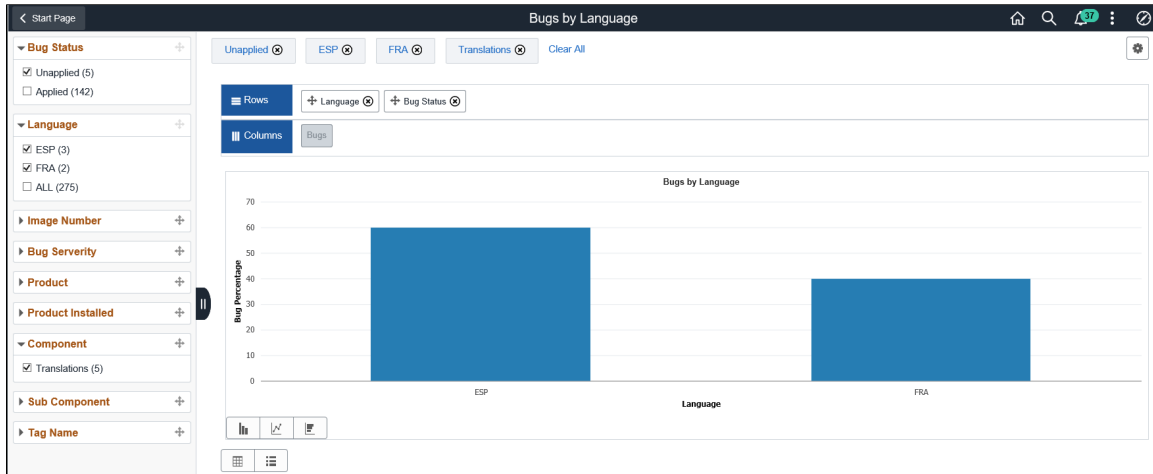 Start Page
Bugs by Language
37
Bug Status
Unapplied (5)
Applied (142)
Language
ESP (3)
FRA (2)
ALL (275)
Image Number
Bug Serverity
Product
Product Installed
Component
Translations (5)
Sub Component
Tag Name
Unapplied ESP FRA Translations Clear All
Rows Language Bug Status
Columns Bugs
Bugs by Language
70
60
50
40
30
20
10
0
Bug Percentage
ESP FRA
Language